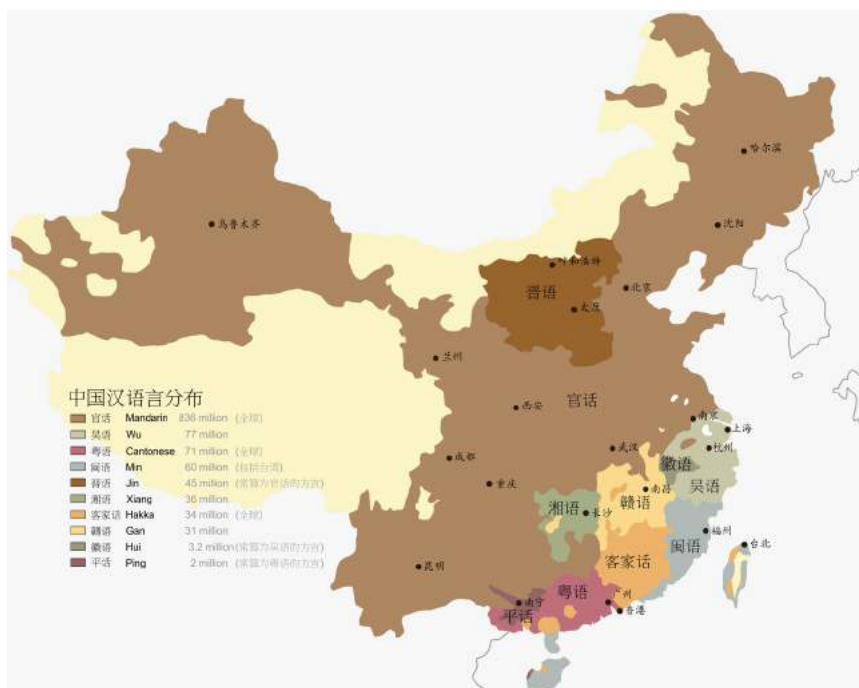 哈尔滨
乌鲁木齐
沈阳
呼和浩特
北京
晋语
太原
兰州
中国汉语言分布
官话 Mandarin 836 million (全球)
吴语 Wu 77 million
粤语 Cantonese 71 million (全球)
闽语 Min 60 million (包括台湾)
晋语 Jin 45 million (常算为官话的方言)
湘语 Xiang 36 million
客家话 Hakka 34 million (全球)
赣语 Gan 31 million
徽语 Hui 3.2 million (常算为吴语的方言)
平话 Ping 2 million (常算为粤语的方言)
西安
官话
南京
上海
武汉
杭州
成都
徽语
重庆
南昌
吴语
湘语
长沙
赣语
福州
闽语
台北
客家话
昆明
粤语
南宁
广州
平话
香港